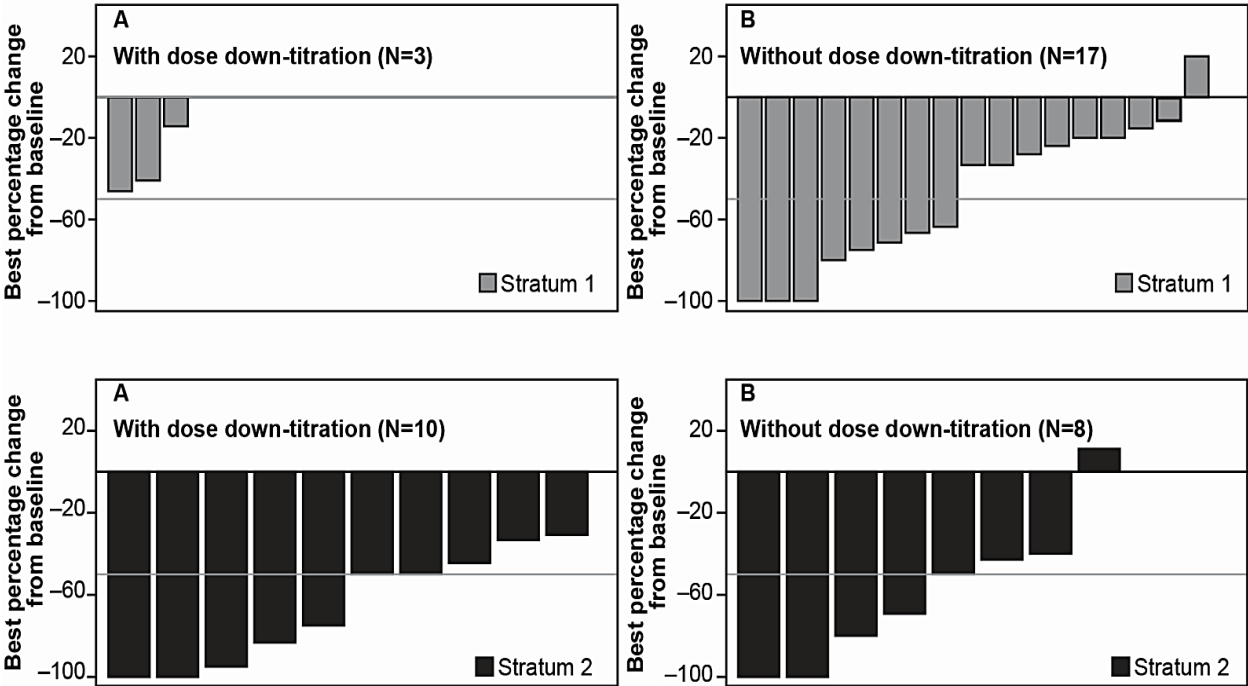 A
With dose down-titration (N=3)
Best percentage change
from baseline
20
–20
–60
–100
Stratum 1
B
Without dose down-titration (N=17)
Best percentage change
from baseline
20
–20
–60
–100
Stratum 1
A
With dose down-titration (N=10)
Best percentage change
from baseline
20
–20
–60
–100
Stratum 2
B
Without dose down-titration (N=8)
Best percentage change
from baseline
20
–20
–60
–100
Stratum 2